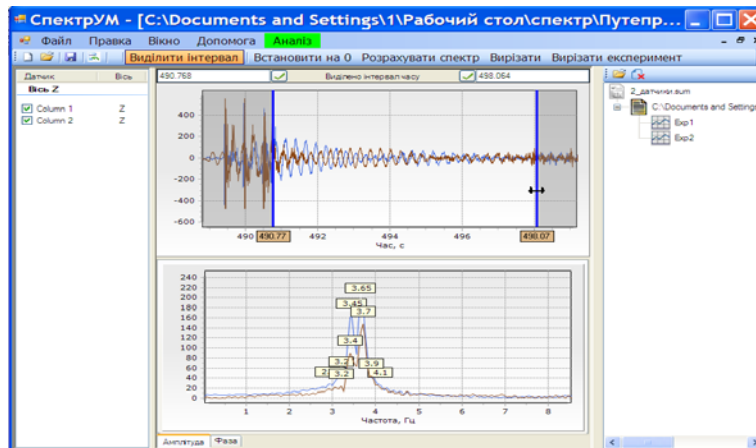 СпектрУМ - [C:\Documents and Settings\1\Рабочий стол\спектр\Путепр...
Файл Правка Вікно Допомога Аналіз
Виділити інтервал Встановити на 0 Розрахувати спектр Вирізати Вирізати експеримент
Датчик Вісь
Вісь Z
Column 1 Z
Column 2 Z
490.768 Виділено інтервал часу 498.064
400
200
0
-200
-400
-600
490 490.77 492 494 496 498.07
Час, с
240
220
200
180
160
140
120
100
80
60
40
20
0
3.65
3.45
3.7
3.4
3.2
3.9
3.2
4.1
1 2 3 4 5 6 7 8
Частота, Гц
Амплітуда Фаза
2_датчики.sum
C:\Documents and Settings
Exp1
Exp2